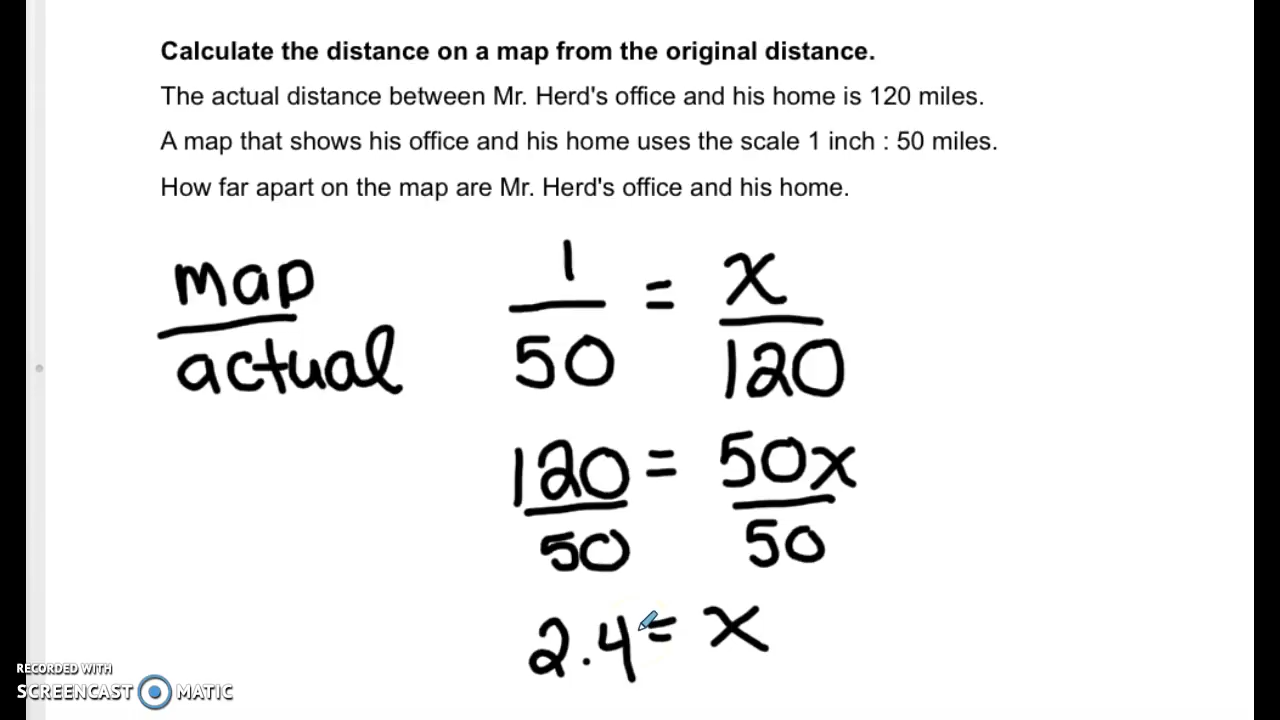 Calculate the distance on a map from the original distance.
The actual distance between Mr. Herd's office and his home is 120 miles.
A map that shows his office and his home uses the scale 1 inch : 50 miles.
How far apart on the map are Mr. Herd's office and his home.
map
actual
1 = x
50 120
120 = 50x
50 50
2.4 = x
RECORDED WITH
SCREENCAST MATIC